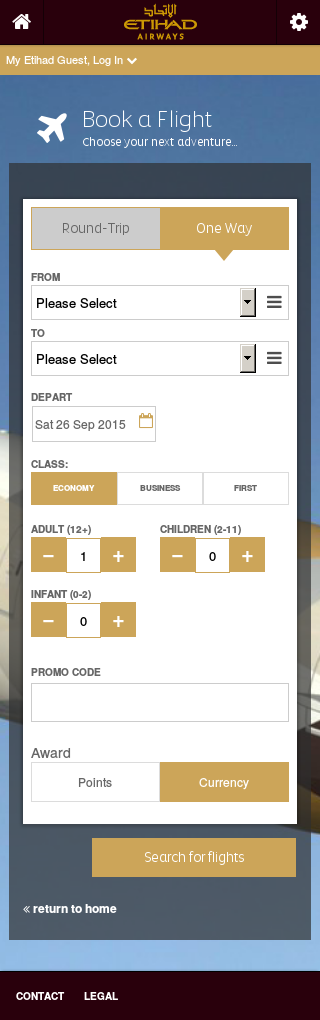 الإتحاد
ETIHAD
AIRWAYS
My Etihad Guest, Log In
Book a Flight
Choose your next adventure...
Round-Trip
One Way
FROM
Please Select
TO
Please Select
DEPART
Sat 26 Sep 2015
CLASS:
ECONOMY
BUSINESS
FIRST
ADULT (12+)
CHILDREN (2-11)
− 1 +
− 0 +
INFANT (0-2)
− 0 +
PROMO CODE
Award
Points
Currency
Search for flights
« return to home
CONTACT
LEGAL